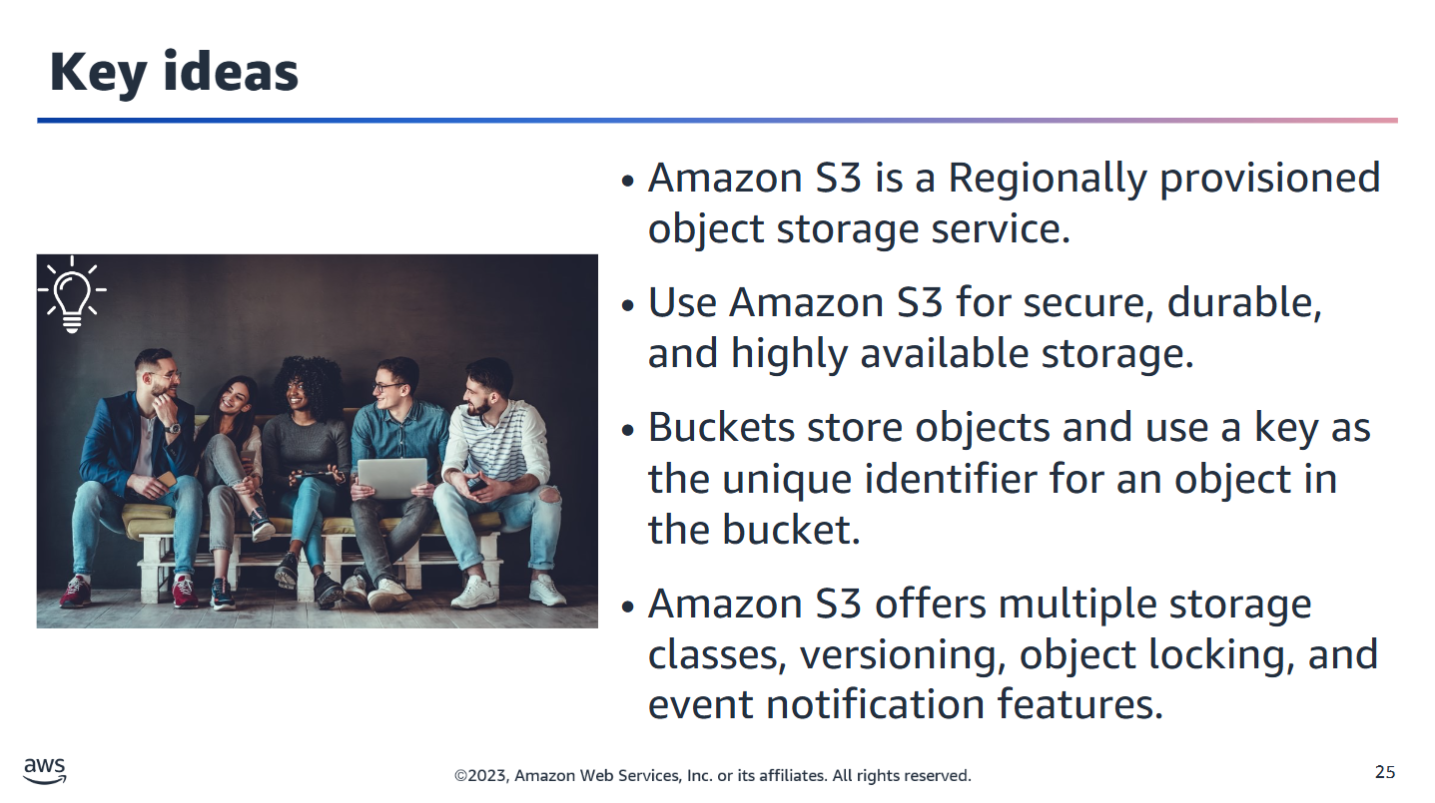 Key ideas
• Amazon S3 is a Regionally provisioned
object storage service.
• Use Amazon S3 for secure, durable,
and highly available storage.
• Buckets store objects and use a key as
the unique identifier for an object in
the bucket.
• Amazon S3 offers multiple storage
classes, versioning, object locking, and
event notification features.
aws
©2023, Amazon Web Services, Inc. or its affiliates. All rights reserved.
25